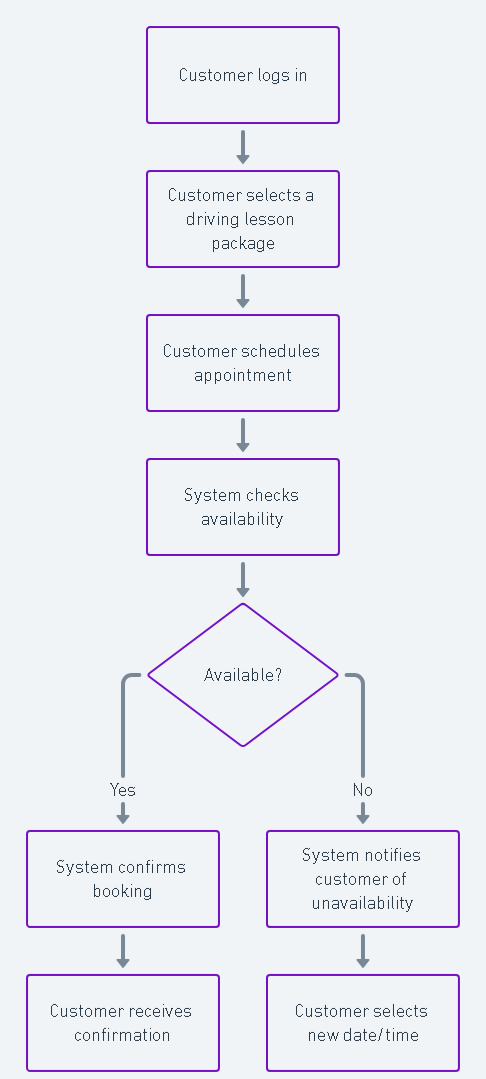 Customer logs in
Customer selects a
driving lesson
package
Customer schedules
appointment
System checks
availability
Available?
Yes
No
System confirms
booking
System notifies
customer of
unavailability
Customer receives
confirmation
Customer selects
new date/time